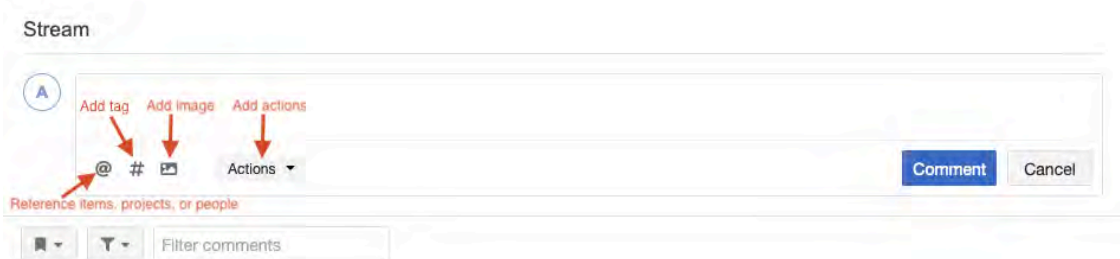 Stream
A
Add tag Add image Add actions
@ # Actions Comment Cancel
Reference items, projects, or people
Filter comments